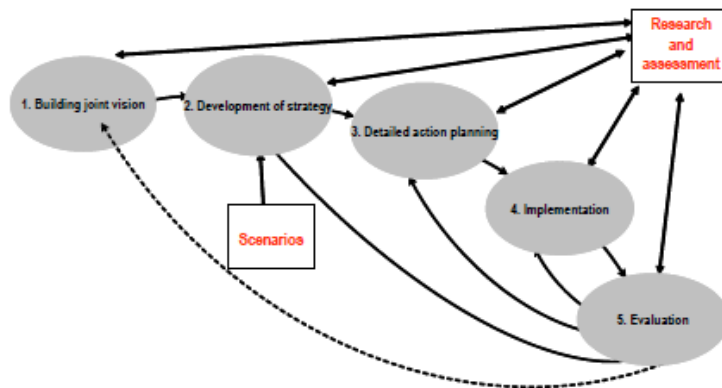 Research
and
assessment
1. Building joint vision
2. Development of strategy
3. Detailed action planning
4. Implementation
Scenarios
5. Evaluation